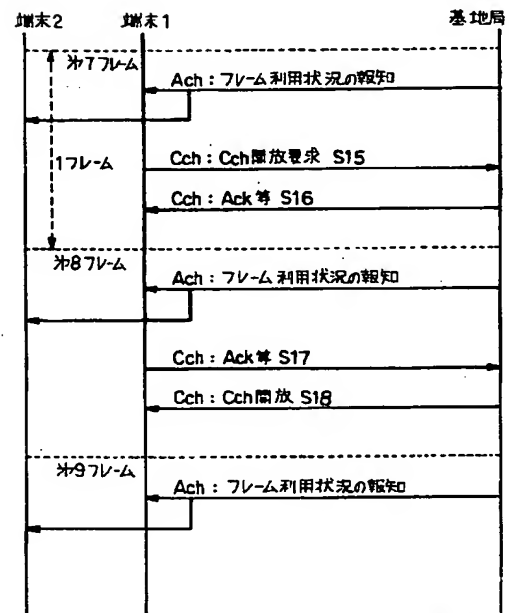 端末2 端末1 基地局
第7フレーム
Ach：フレーム利用状況の報知
1フレーム
Cch：Cch開放要求 S15
Cch：Ack等 S16
第8フレーム
Ach：フレーム利用状況の報知
Cch：Ack等 S17
Cch：Cch開放 S18
第9フレーム
Ach：フレーム利用状況の報知